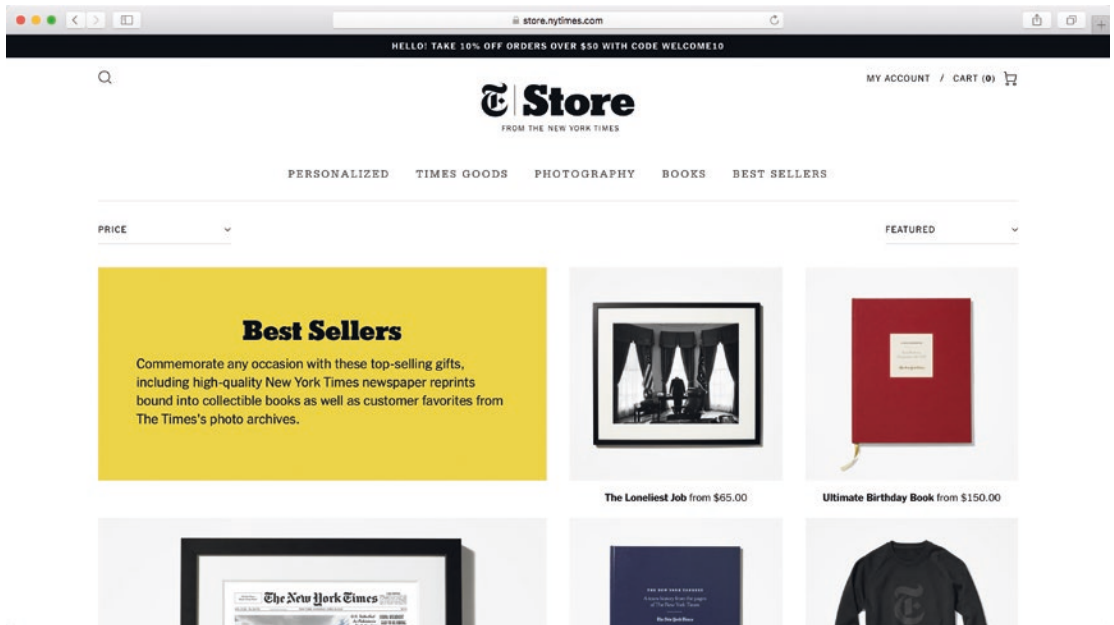 store.nytimes.com
HELLO! TAKE 10% OFF ORDERS OVER $50 WITH CODE WELCOME10
MY ACCOUNT / CART (0)
T Store
FROM THE NEW YORK TIMES
PERSONALIZED TIMES GOODS PHOTOGRAPHY BOOKS BEST SELLERS
PRICE
FEATURED
Best Sellers
Commemorate any occasion with these top-selling gifts,
including high-quality New York Times newspaper reprints
bound into collectible books as well as customer favorites from
The Times's photo archives.
The Loneliest Job from $65.00
Ultimate Birthday Book from $150.00
The New York Times
The New York Times
T